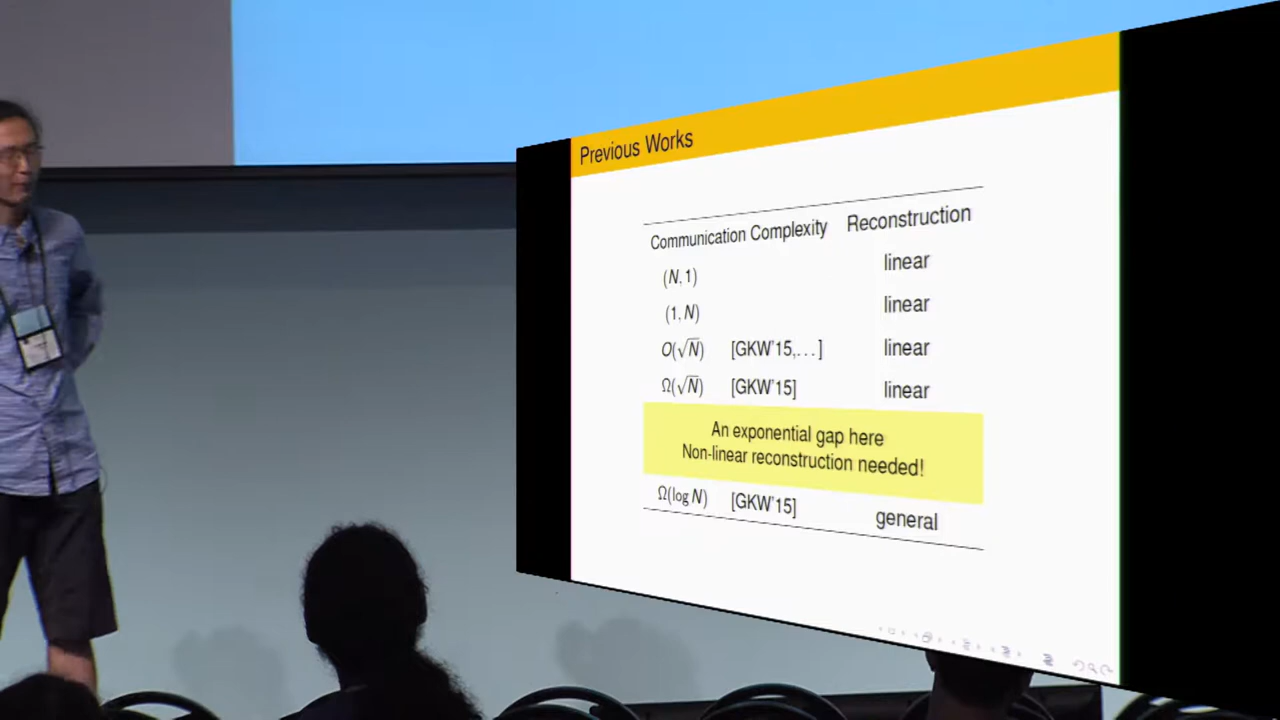 Previous Works
Communication Complexity Reconstruction
(N, 1) linear
(1, N) linear
O(√N) [GKW'15,...] linear
Ω(√N) [GKW'15] linear
An exponential gap here
Non-linear reconstruction needed!
Ω(log N) [GKW'15] general